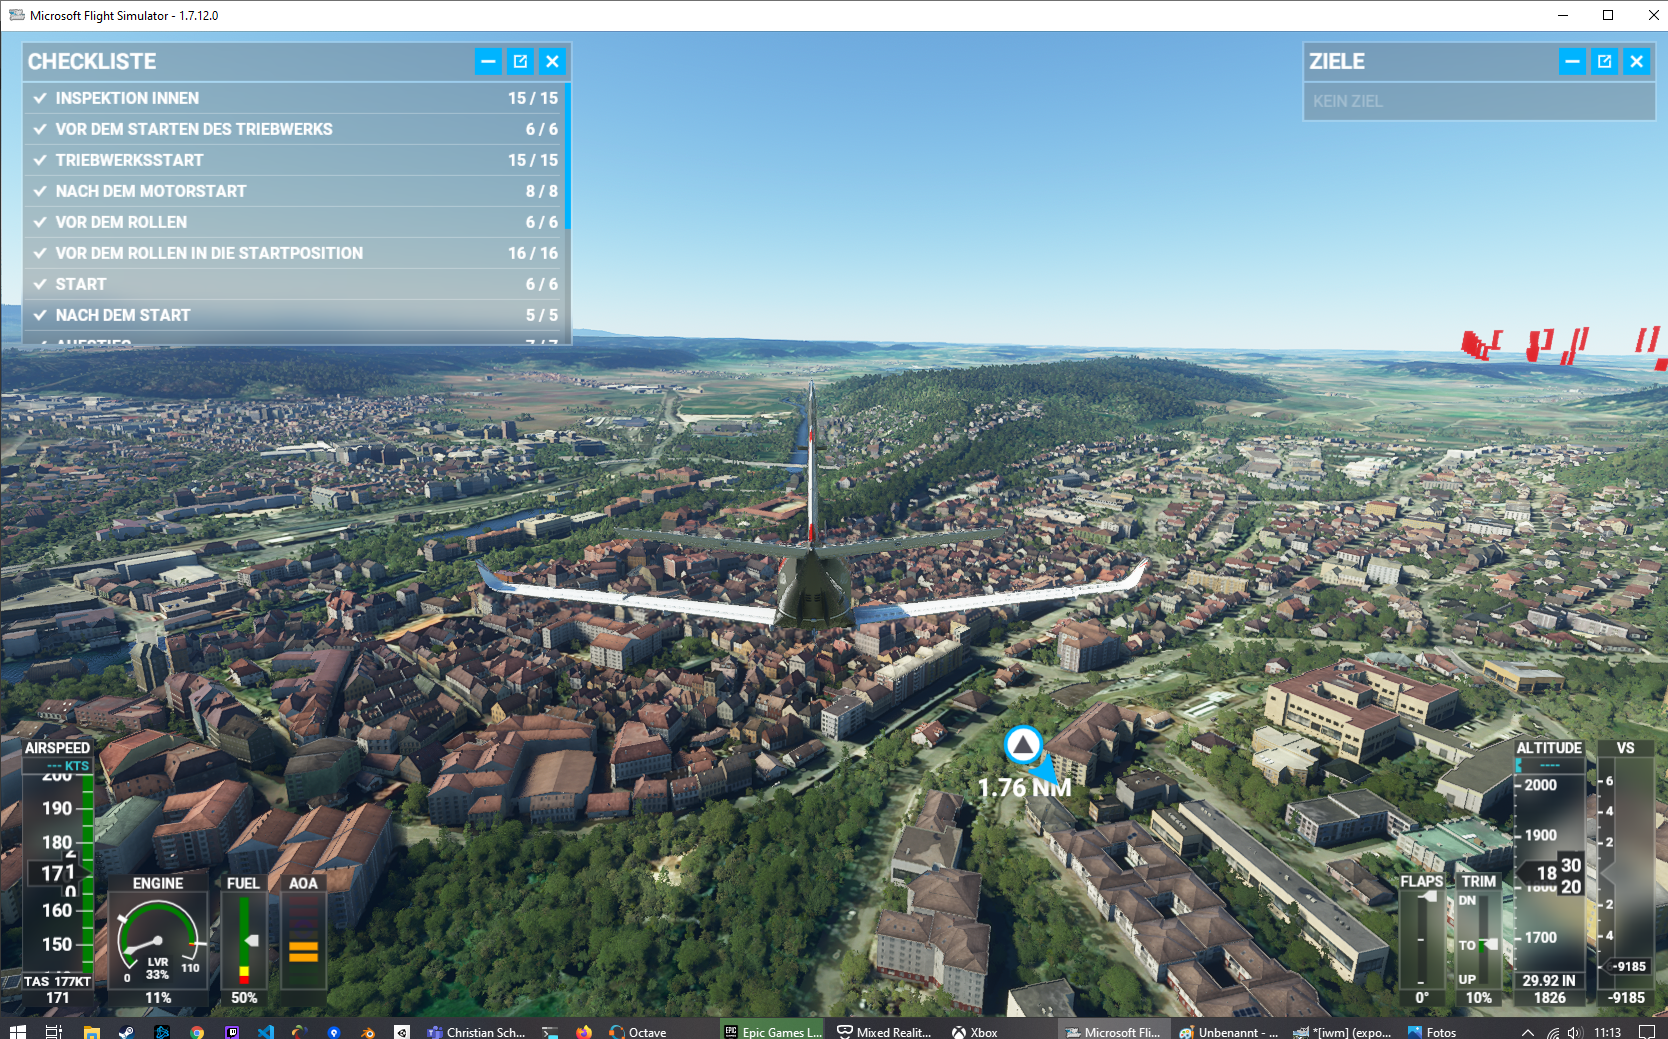 Microsoft Flight Simulator - 1.7.12.0
CHECKLISTE
INSPEKTION INNEN 15 / 15
VOR DEM STARTEN DES TRIEBWERKS 6 / 6
TRIEBWERKSSTART 15 / 15
NACH DEM MOTORSTART 8 / 8
VOR DEM ROLLEN 6 / 6
VOR DEM ROLLEN IN DIE STARTPOSITION 16 / 16
START 6 / 6
NACH DEM START 5 / 5
AUFSTIEG 7 / 7
ZIELE
KEIN ZIEL
1.76 NM
AIRSPEED
--- KTS
200
190
180
171
2
0
160
150
TAS 177KT
171
ENGINE
LVR
33%
0
110
11%
FUEL
50%
AOA
FLAPS
0°
TRIM
DN
TO
UP
10%
ALTITUDE
----
2000
1900
18 30
20
1800
1700
29.92 IN
1826
VS
6
4
2
2
4
-9185
-9185
Christian Sch...
Octave
Epic Games L...
Mixed Realit...
Xbox
Microsoft Fli...
Unbenannt - ...
*[iwm] (expo...
Fotos
11:13